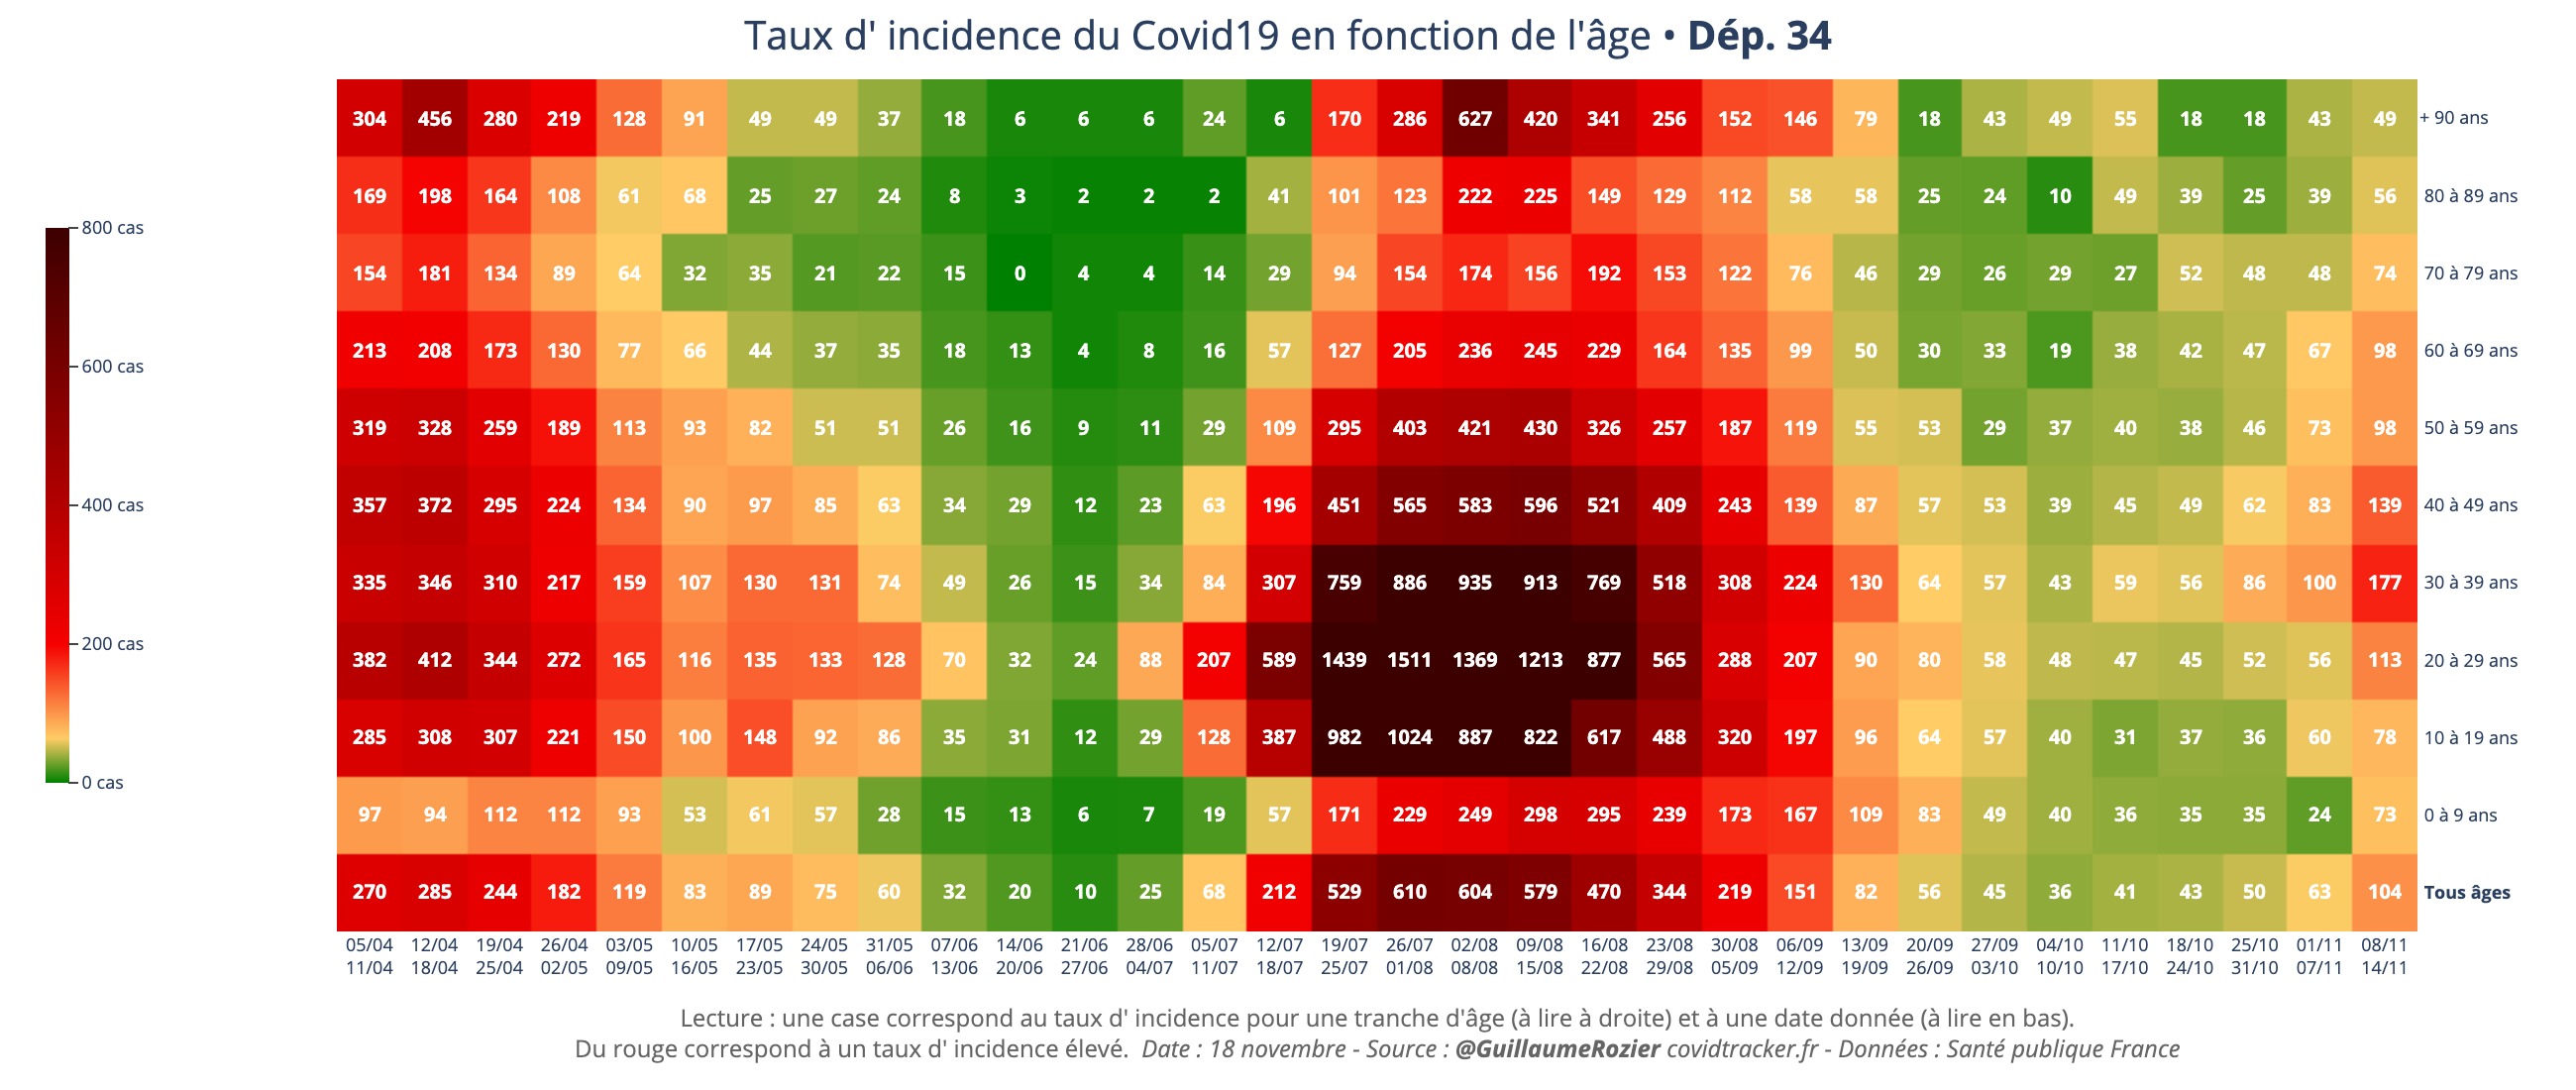 Taux d' incidence du Covid19 en fonction de l'âge • Dép. 34
800 cas
600 cas
400 cas
200 cas
0 cas
304 456 280 219 128 91 49 49 37 18 6 6 6 24 6 170 286 627 420 341 256 152 146 79 18 43 49 55 18 18 43 49 + 90 ans
169 198 164 108 61 68 25 27 24 8 3 2 2 2 41 101 123 222 225 149 129 112 58 58 25 24 10 49 39 25 39 56 80 à 89 ans
154 181 134 89 64 32 35 21 22 15 0 4 4 14 29 94 154 174 156 192 153 122 76 46 29 26 29 27 52 48 48 74 70 à 79 ans
213 208 173 130 77 66 44 37 35 18 13 4 8 16 57 127 205 236 245 229 164 135 99 50 30 33 19 38 42 47 67 98 60 à 69 ans
319 328 259 189 113 93 82 51 51 26 16 9 11 29 109 295 403 421 430 326 257 187 119 55 53 29 37 40 38 46 73 98 50 à 59 ans
357 372 295 224 134 90 97 85 63 34 29 12 23 63 196 451 565 583 596 521 409 243 139 87 57 53 39 45 49 62 83 139 40 à 49 ans
335 346 310 217 159 107 130 131 74 49 26 15 34 84 307 759 886 935 913 769 518 308 224 130 64 57 43 59 56 86 100 177 30 à 39 ans
382 412 344 272 165 116 135 133 128 70 32 24 88 207 589 1439 1511 1369 1213 877 565 288 207 90 80 58 48 47 45 52 56 113 20 à 29 ans
285 308 307 221 150 100 148 92 86 35 31 12 29 128 387 982 1024 887 822 617 488 320 197 96 64 57 40 31 37 36 60 78 10 à 19 ans
97 94 112 112 93 53 61 57 28 15 13 6 7 19 57 171 229 249 298 295 239 173 167 109 83 49 40 36 35 35 24 73 0 à 9 ans
270 285 244 182 119 83 89 75 60 32 20 10 25 68 212 529 610 604 579 470 344 219 151 82 56 45 36 41 43 50 63 104 Tous âges
05/04 12/04 19/04 26/04 03/05 10/05 17/05 24/05 31/05 07/06 14/06 21/06 28/06 05/07 12/07 19/07 26/07 02/08 09/08 16/08 23/08 30/08 06/09 13/09 20/09 27/09 04/10 11/10 18/10 25/10 01/11 08/11
11/04 18/04 25/04 02/05 09/05 16/05 23/05 30/05 06/06 13/06 20/06 27/06 04/07 11/07 18/07 25/07 01/08 08/08 15/08 22/08 29/08 05/09 12/09 19/09 26/09 03/10 10/10 17/10 24/10 31/10 07/11 14/11
Lecture : une case correspond au taux d' incidence pour une tranche d'âge (à lire à droite) et à une date donnée (à lire en bas).
Du rouge correspond à un taux d' incidence élevé. Date : 18 novembre - Source : @GuillaumeRozier covidtracker.fr - Données : Santé publique France